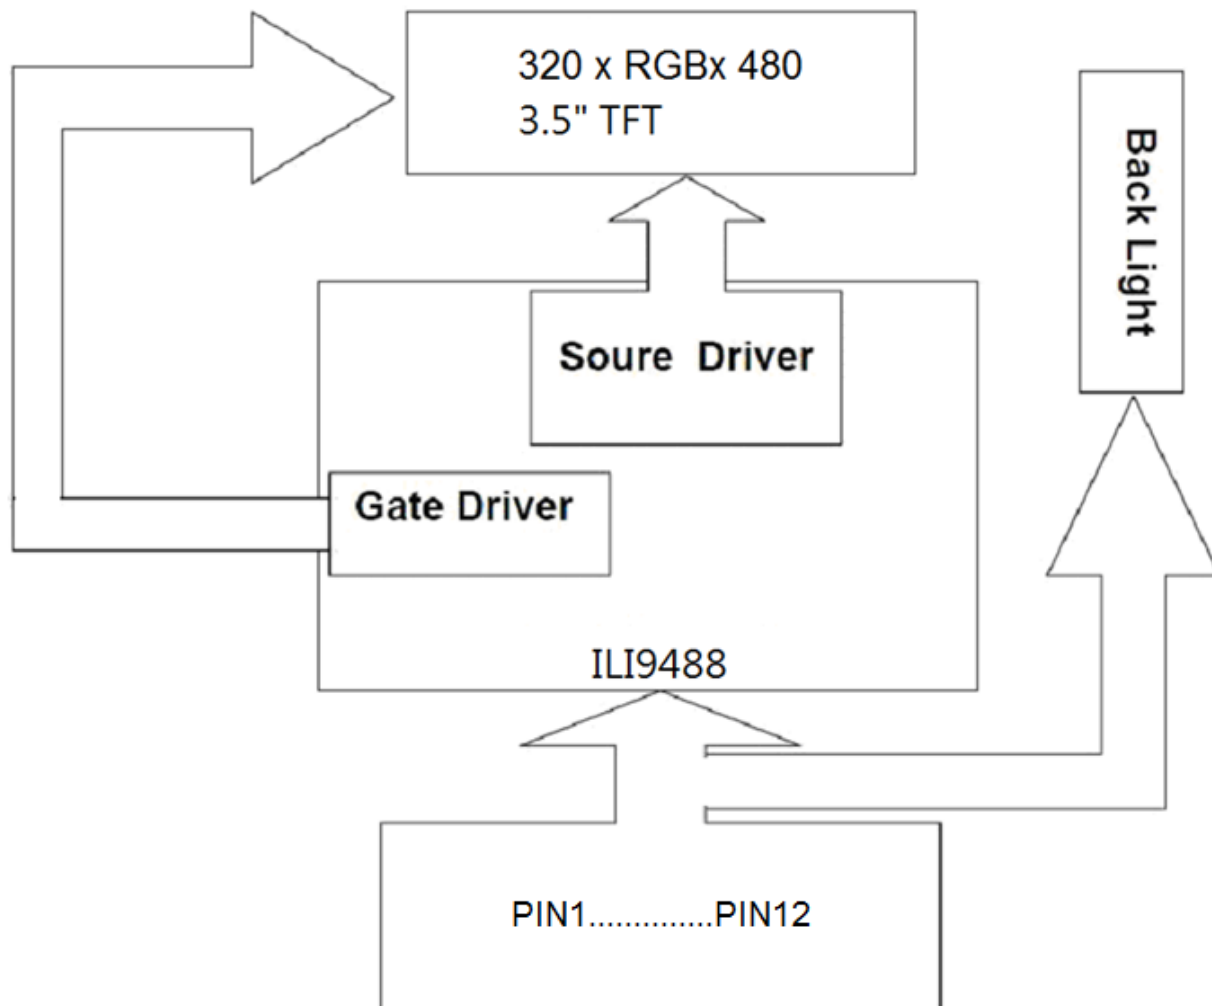 320 x RGBx 480
3.5" TFT
Back Light
Soure Driver
Gate Driver
ILI9488
PIN1..............PIN12